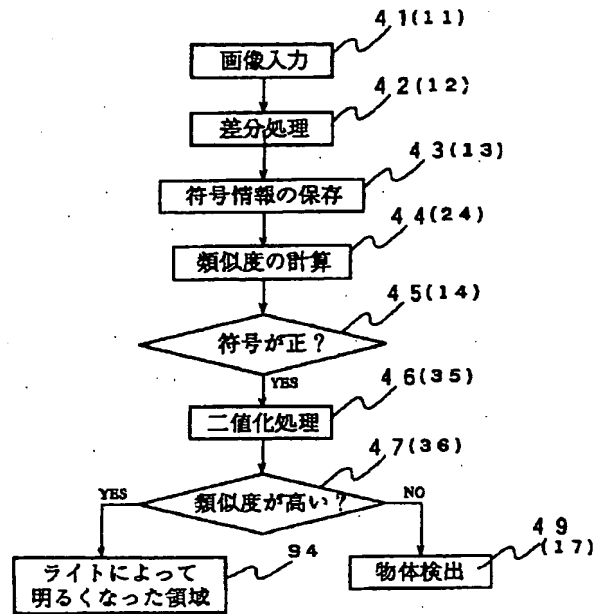 41(11)
画像入力
42(12)
差分処理
43(13)
符号情報の保存
44(24)
類似度の計算
45(14)
符号が正?
YES
46(35)
二値化処理
47(36)
類似度が高い?
YES
NO
94
ライトによって
明るくなった領域
物体検出
49
(17)